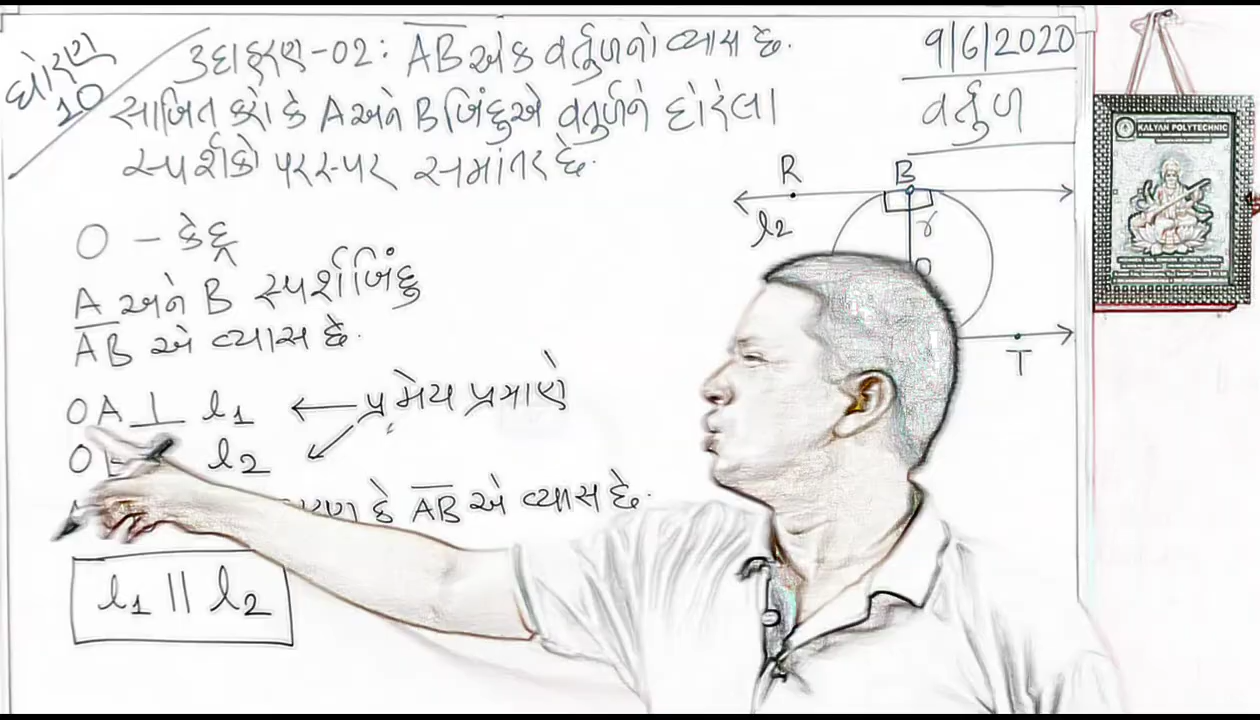 ધોરણ
10
ઉદાહરણ-02: AB એક વર્તુળનો વ્યાસ છે.
સાબિત કરો કે A અને B બિંદુએ વર્તુળને દોરેલા
સ્પર્શકો પરસ્પર સમાંતર છે.
9/6/2020
વર્તુળ
KALYAN POLYTECHNIC
R B
l2
r
O
T
O - કેન્દ્ર
A અને B સ્પર્શબિંદુ
AB એ વ્યાસ છે.
OA ⊥ l1 ← પ્રમેય પ્રમાણે
l2
કે AB એ વ્યાસ છે.
l1 || l2